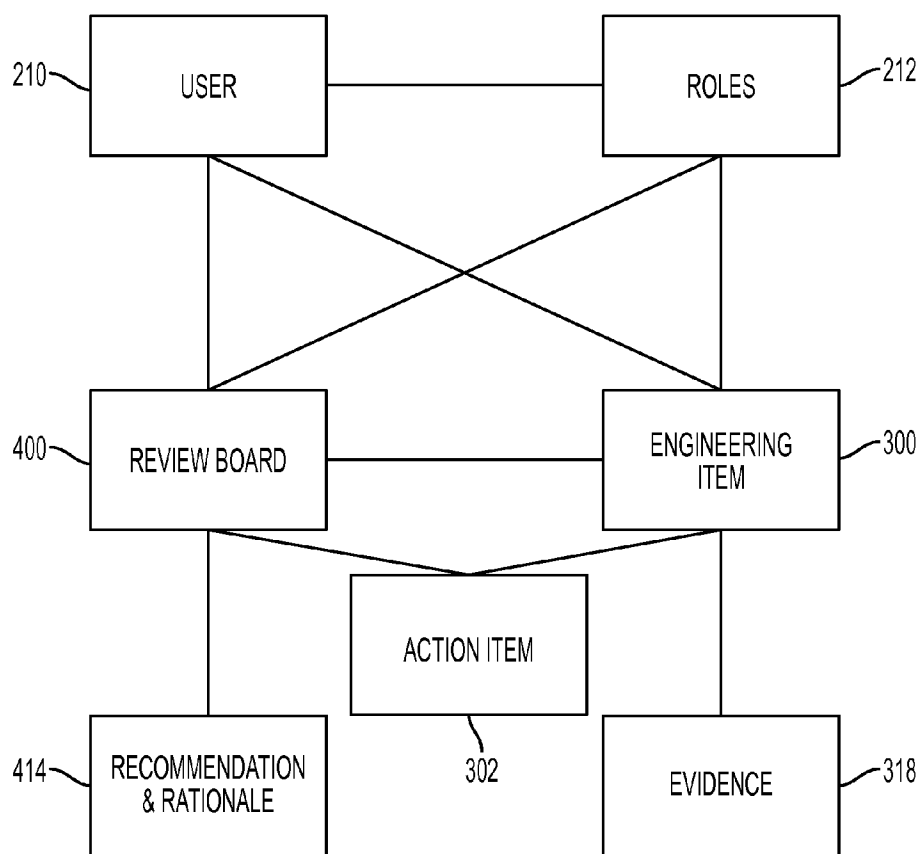 210
USER
ROLES
212
400
REVIEW BOARD
ENGINEERING
ITEM
300
ACTION ITEM
302
414
RECOMMENDATION
& RATIONALE
EVIDENCE
318